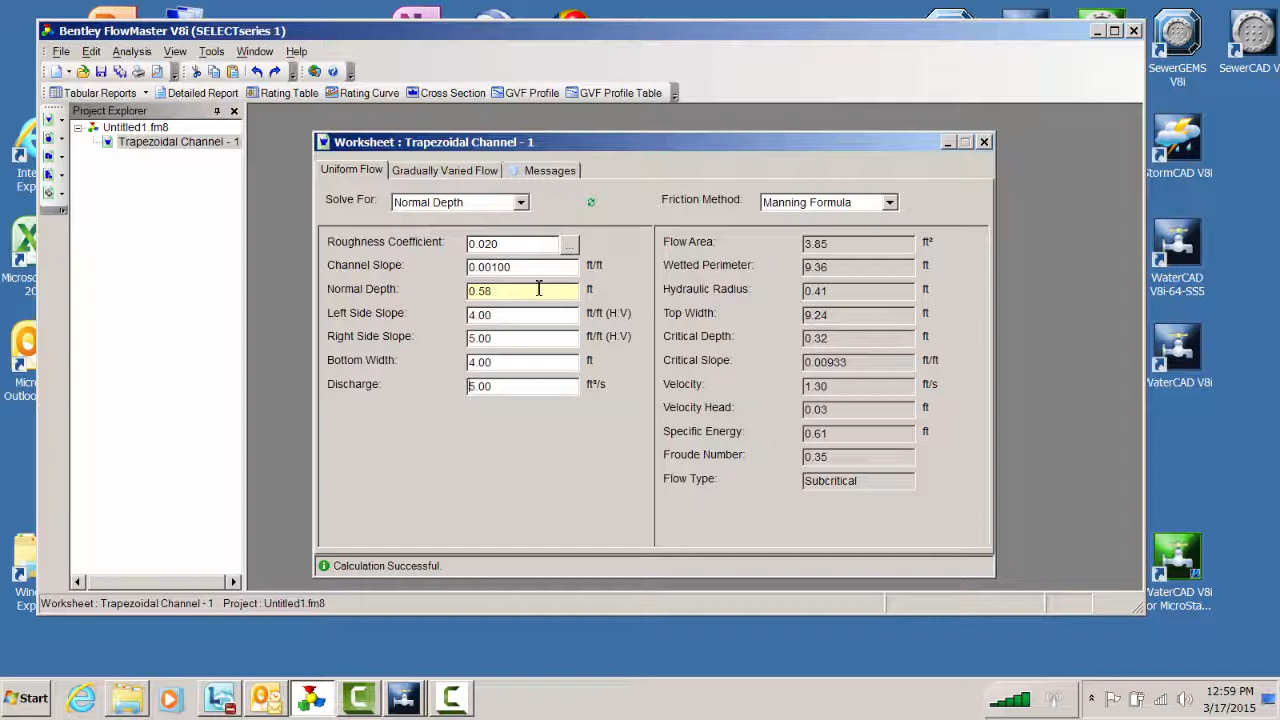 Bentley FlowMaster V8i (SELECTseries 1)
File Edit Analysis View Tools Window Help
Tabular Reports Detailed Report Rating Table Rating Curve Cross Section GVF Profile GVF Profile Table
Project Explorer
Untitled1.fm8
Trapezoidal Channel - 1
Worksheet : Trapezoidal Channel - 1
Uniform Flow Gradually Varied Flow Messages
Solve For: Normal Depth Friction Method: Manning Formula
Roughness Coefficient: 0.020 ... Flow Area: 3.85 ft²
Channel Slope: 0.00100 ft/ft Wetted Perimeter: 9.36 ft
Normal Depth: 0.58 ft Hydraulic Radius: 0.41 ft
Left Side Slope: 4.00 ft/ft (H:V) Top Width: 9.24 ft
Right Side Slope: 5.00 ft/ft (H:V) Critical Depth: 0.32 ft
Bottom Width: 4.00 ft Critical Slope: 0.00933 ft/ft
Discharge: 5.00 ft³/s Velocity: 1.30 ft/s
Velocity Head: 0.03 ft
Specific Energy: 0.61 ft
Froude Number: 0.35
Flow Type: Subcritical
Calculation Successful.
Worksheet : Trapezoidal Channel - 1 Project : Untitled1.fm8
SewerGEMS
V8i
SewerCAD V
StormCAD V8i
WaterCAD
V8i-64-SS5
WaterCAD V8i
WaterCAD V8i
or MicroSta...
Inte
Exp
Micros
20
Micro
Outloo
Win
Exp
Start
12:59 PM
3/17/2015